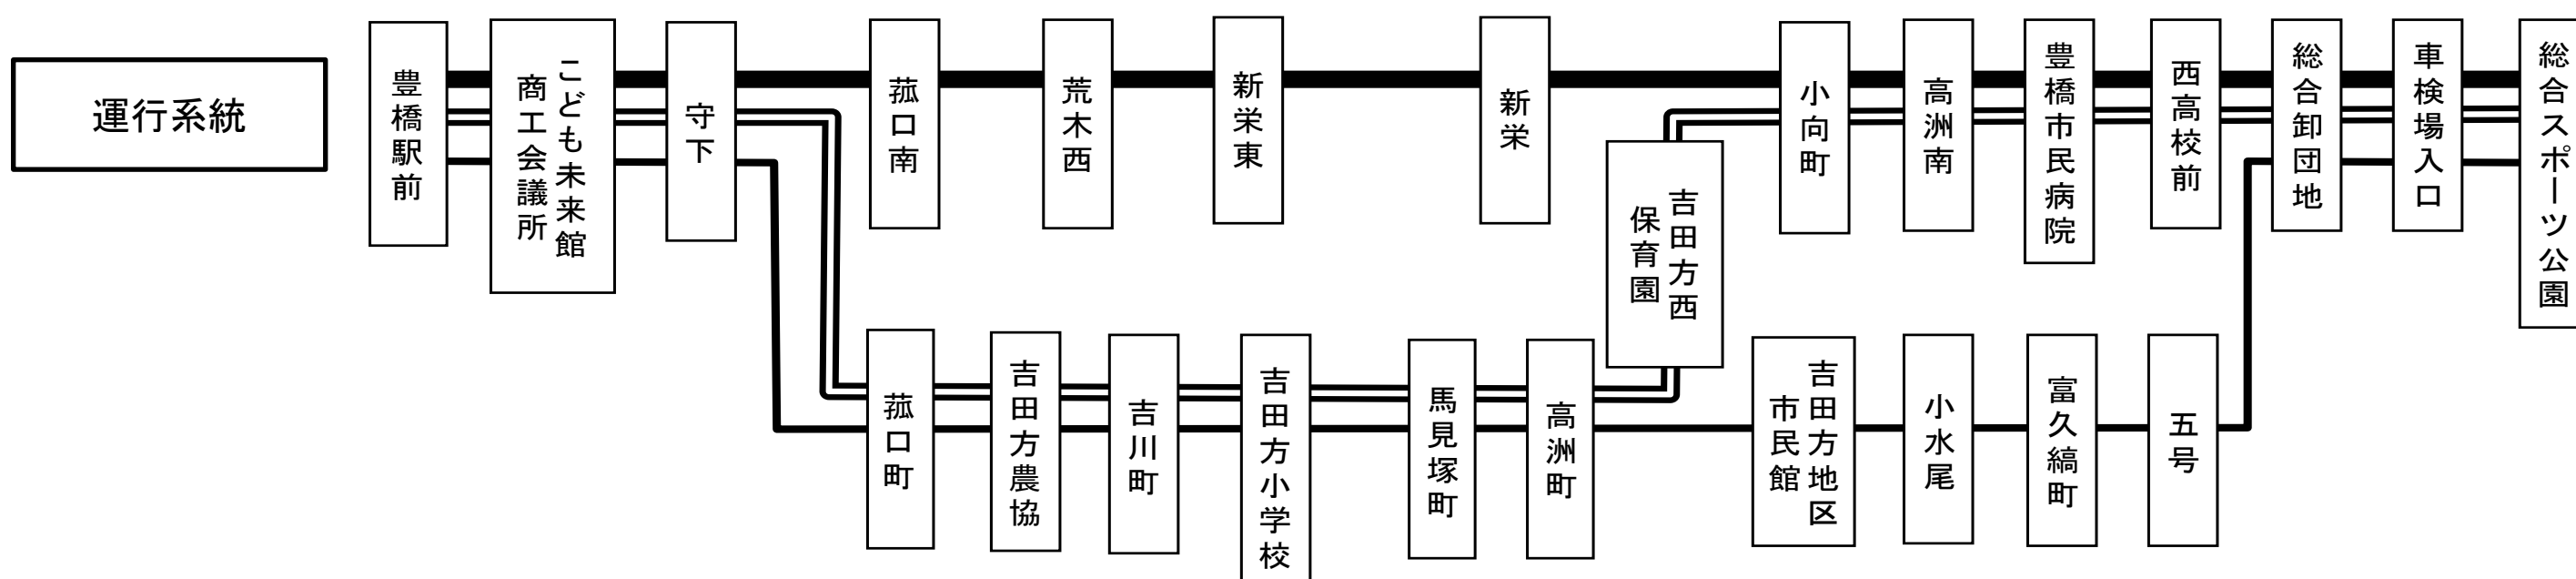 運行系統
豊橋駅前
こども未来館
商工会議所
守下
菰口南
荒木西
新栄東
新栄
小向町
高洲南
豊橋市民病院
西高校前
総合卸団地
車検場入口
総合スポーツ公園
吉田方西
保育園
菰口町
吉田方農協
吉川町
吉田方小学校
馬見塚町
高洲町
吉田方地区
市民館
小水尾
富久縞町
五号